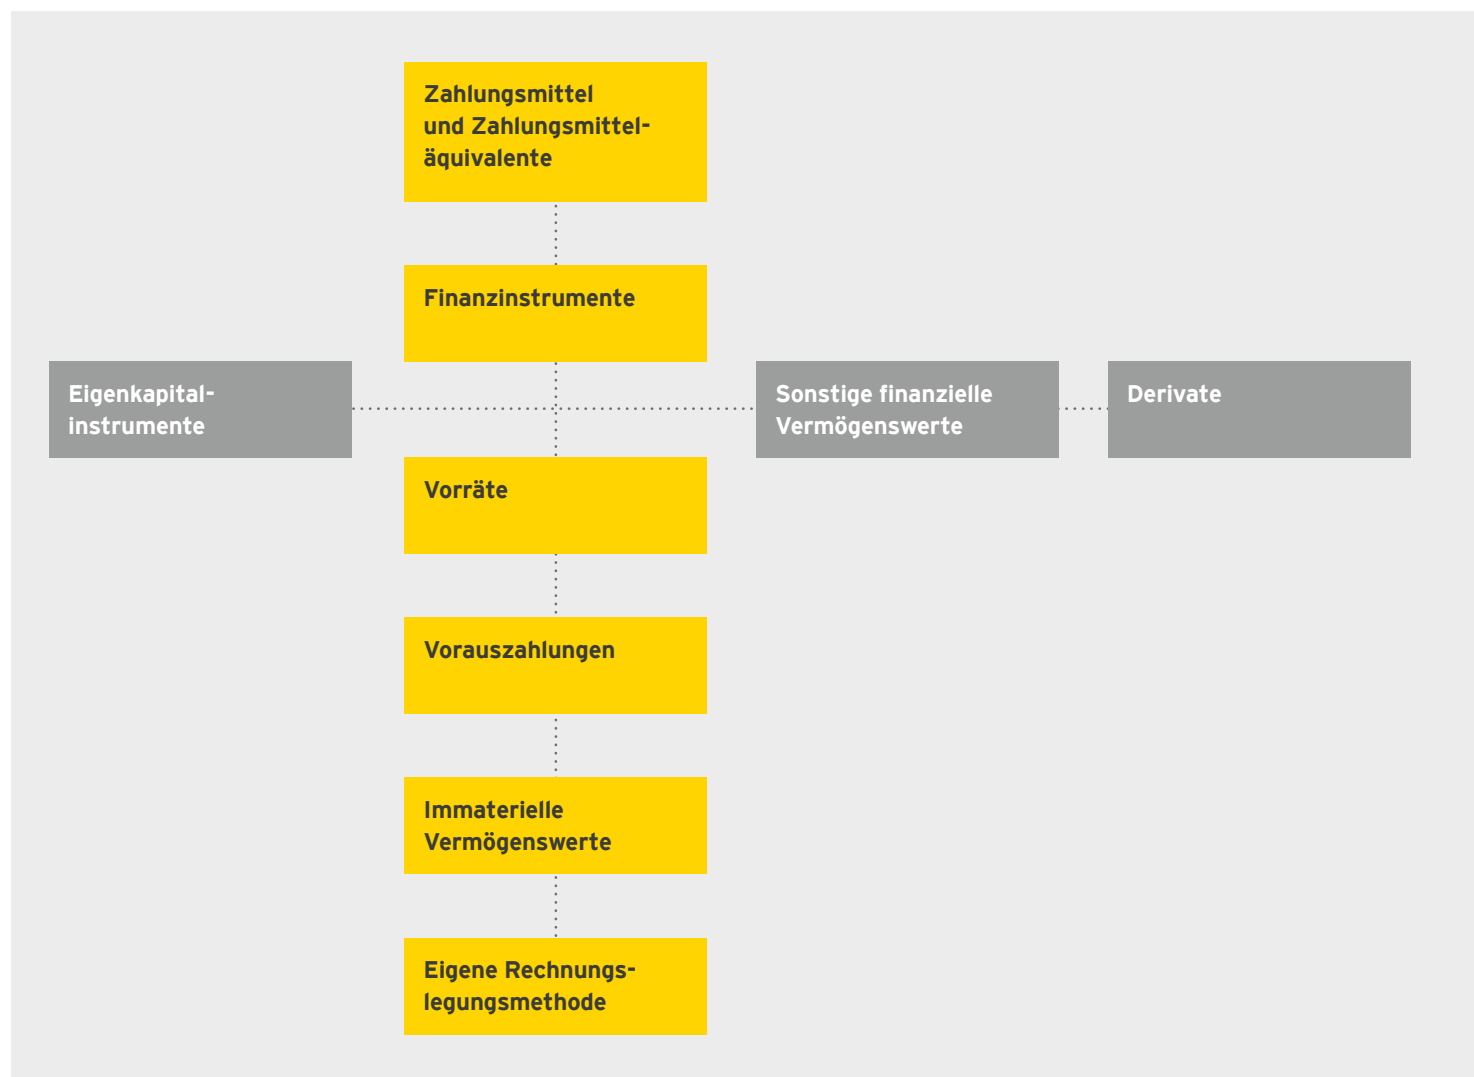 Zahlungsmittel
und Zahlungsmittel-
äquivalente
Finanzinstrumente
Eigenkapital-
instrumente
Sonstige finanzielle
Vermögenswerte
Derivate
Vorräte
Vorauszahlungen
Immaterielle
Vermögenswerte
Eigene Rechnungs-
legungsmethode